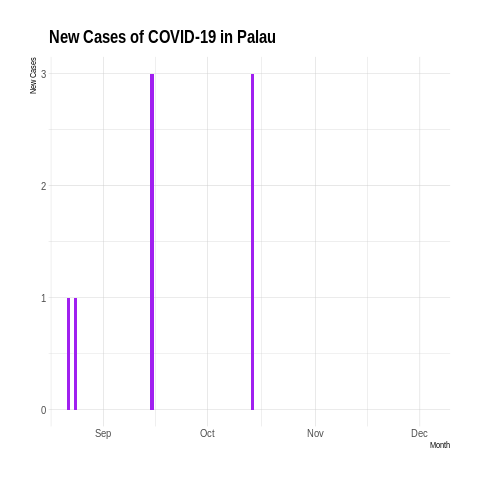 New Cases of COVID-19 in Palau
New Cases
3
2
1
0
Sep Oct Nov Dec
Month